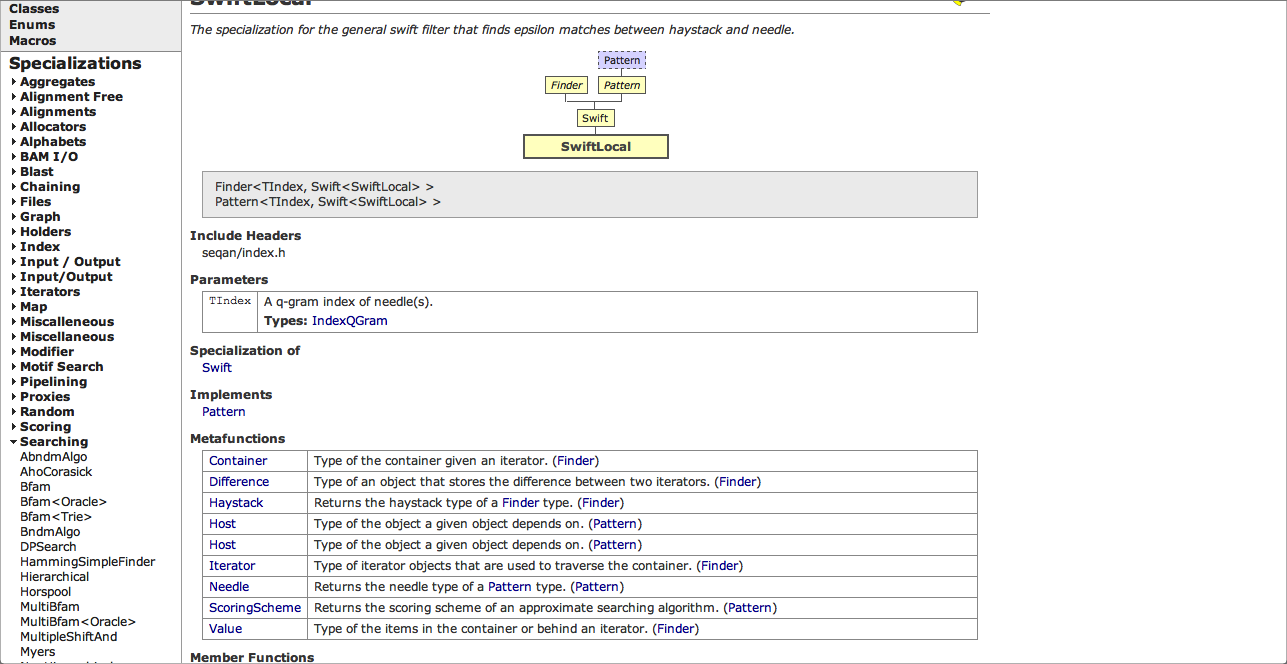 Classes
Enums
Macros
Specializations
Aggregates
Alignment Free
Alignments
Allocators
Alphabets
BAM I/O
Blast
Chaining
Files
Graph
Holders
Index
Input / Output
Input/Output
Iterators
Map
Miscalleneous
Miscellaneous
Modifier
Motif Search
Pipelining
Proxies
Random
Scoring
Searching
AbndmAlgo
AhoCorasick
Bfam
Bfam<Oracle>
Bfam<Trie>
BndmAlgo
DPSearch
HammingSimpleFinder
Hierarchical
Horspool
MultiBfam
MultiBfam<Oracle>
MultipleShiftAnd
Myers
SwiftLocal
The specialization for the general swift filter that finds epsilon matches between haystack and needle.
Pattern
Finder Pattern
Swift
SwiftLocal
Finder<TIndex, Swift<SwiftLocal> >
Pattern<TIndex, Swift<SwiftLocal> >
Include Headers
seqan/index.h
Parameters
TIndex A q-gram index of needle(s).
Types: IndexQGram
Specialization of
Swift
Implements
Pattern
Metafunctions
Container Type of the container given an iterator. (Finder)
Difference Type of an object that stores the difference between two iterators. (Finder)
Haystack Returns the haystack type of a Finder type. (Finder)
Host Type of the object a given object depends on. (Pattern)
Host Type of the object a given object depends on. (Pattern)
Iterator Type of iterator objects that are used to traverse the container. (Finder)
Needle Returns the needle type of a Pattern type. (Pattern)
ScoringScheme Returns the scoring scheme of an approximate searching algorithm. (Pattern)
Value Type of the items in the container or behind an iterator. (Finder)
Member Functions